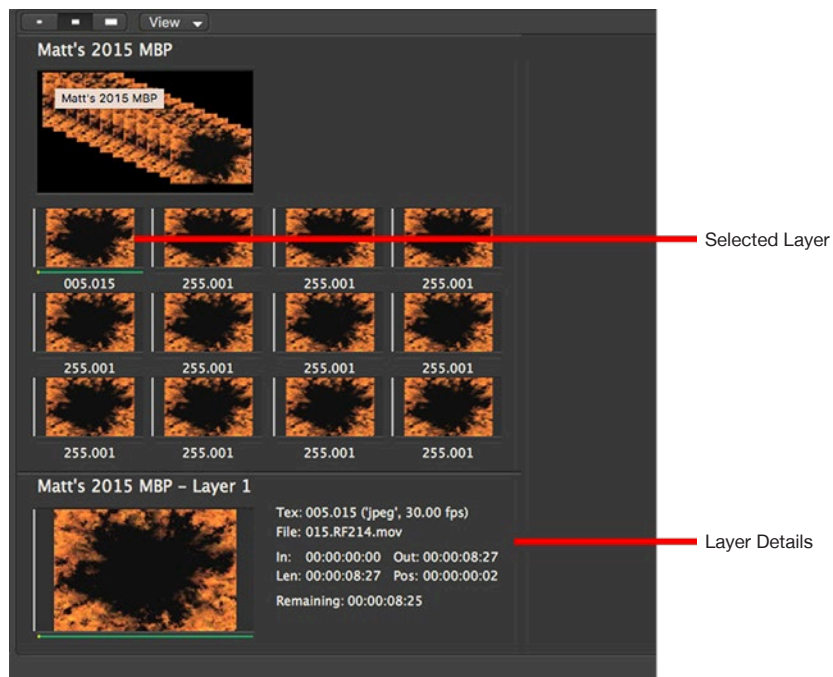 View
Matt's 2015 MBP
Matt's 2015 MBP
005.015 255.001 255.001 255.001
255.001 255.001 255.001 255.001
255.001 255.001 255.001 255.001
Matt's 2015 MBP – Layer 1
Tex: 005.015 ('jpeg', 30.00 fps)
File: 015.RF214.mov
In: 00:00:00:00 Out: 00:00:08:27
Len: 00:00:08:27 Pos: 00:00:00:02
Remaining: 00:00:08:25
Selected Layer
Layer Details